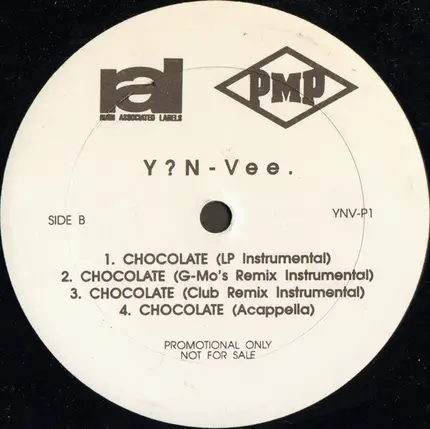 ral
RUSH ASSOCIATED LABELS
PMP
Y?N-Vee.
SIDE B
YNV-P1
1. CHOCOLATE (LP Instrumental)
2. CHOCOLATE (G-Mo's Remix Instrumental)
3. CHOCOLATE (Club Remix Instrumental)
4. CHOCOLATE (Acappella)
PROMOTIONAL ONLY
NOT FOR SALE